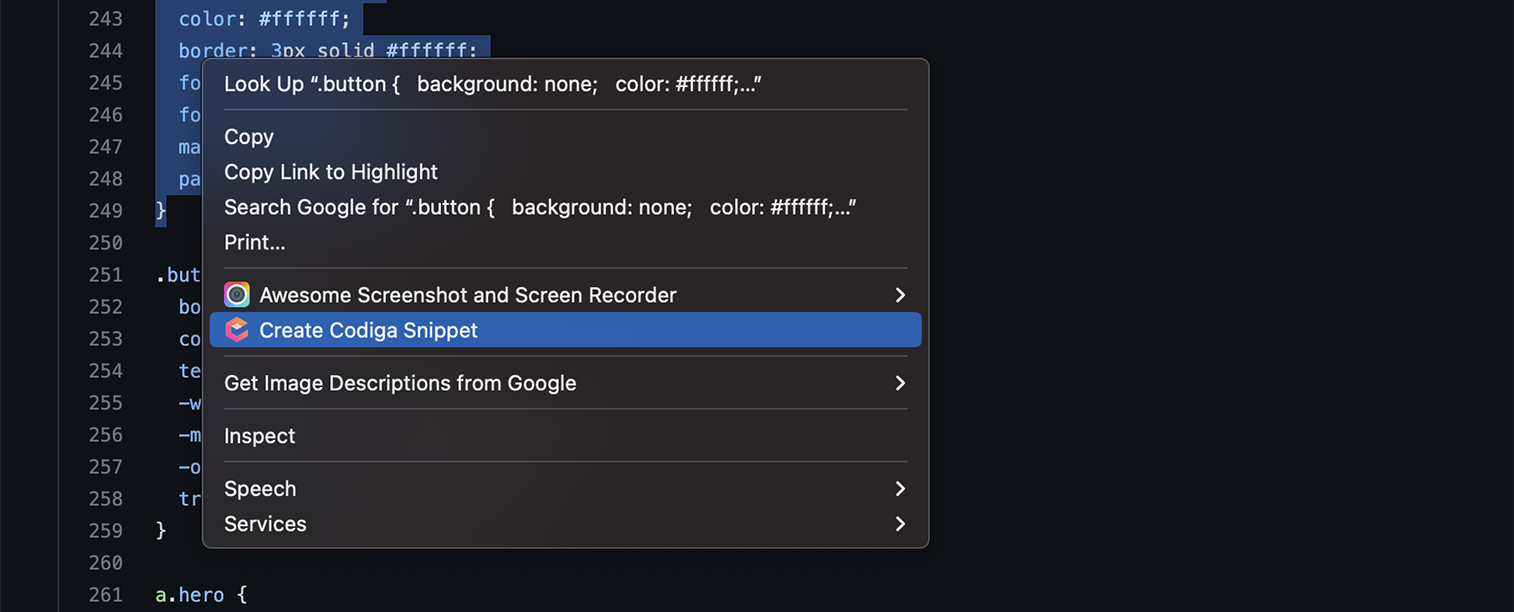 243 color: #ffffff;
244 border: 3px solid #ffffff;
245 fo
246 fo
247 ma
248 pa
249 }
250
251 .but
252 bo
253 co
254 te
255 -w
256 -m
257 -o
258 tr
259 }
260
261 a.hero {
Look Up “.button {   background: none;   color: #ffffff;...”
Copy
Copy Link to Highlight
Search Google for “.button {   background: none;   color: #ffffff;...”
Print...
Awesome Screenshot and Screen Recorder
Create Codiga Snippet
Get Image Descriptions from Google
Inspect
Speech
Services